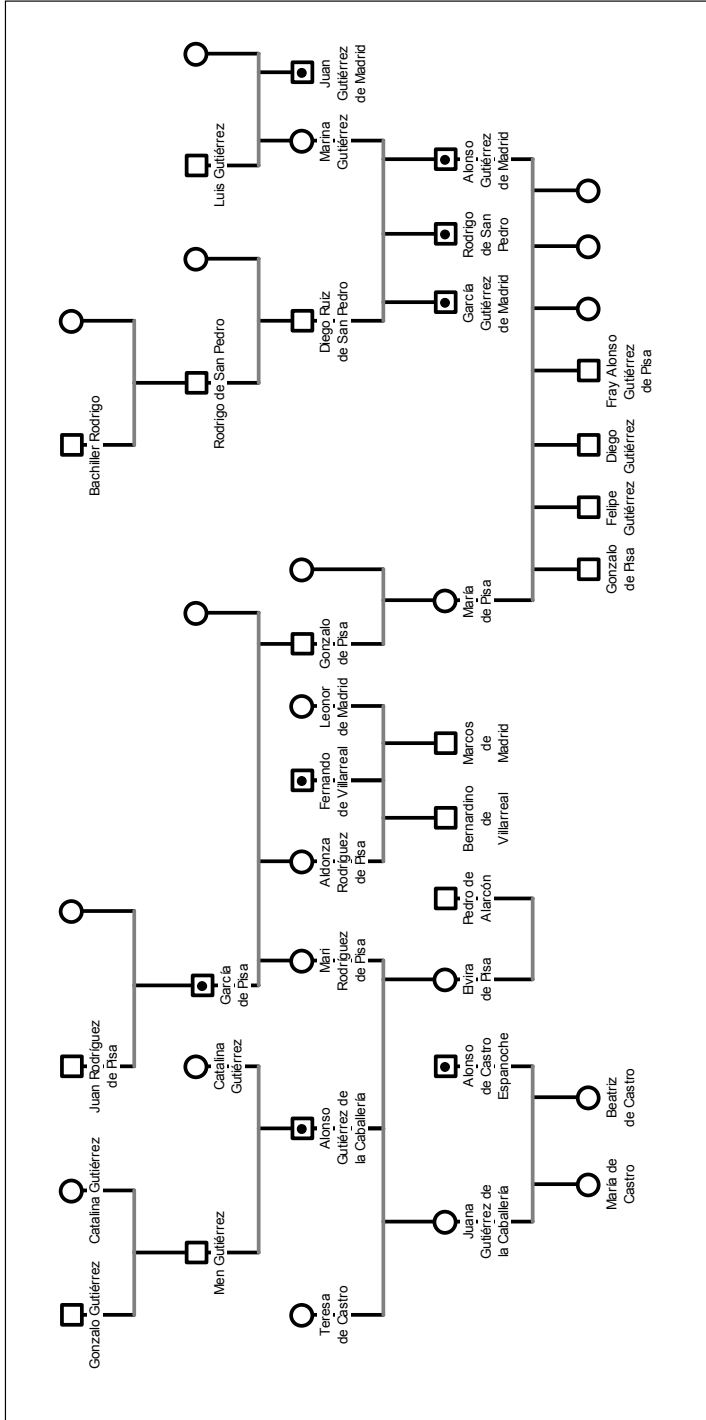 Gonzalo Gutiérrez
Catalina Gutiérrez
Juan Rodríguez
de Pisa
Bachiller Rodrigo
Men Gutiérrez
Catalina
Gutiérrez
García
de Pisa
Rodrigo de San Pedro
Luis Gutiérrez
Teresa
de Castro
Alonso
Gutiérrez de
la Caballería
Mari
Rodríguez
de Pisa
Aldonza
Rodríguez
de Pisa
Fernando
de Villarreal
Leonor
de Madrid
Gonzalo
de Pisa
Diego Ruiz
de San Pedro
Marina
Gutiérrez
Juan
Gutiérrez
de Madrid
Juana
Gutiérrez de
la Caballería
Alonso
de Castro
Espanoche
Elvira
de Pisa
Pedro de
Alarcón
Bernardino
de
Villarreal
Marcos
de
Madrid
María
de Pisa
García
Gutiérrez
de Madrid
Rodrigo
de San
Pedro
Alonso
Gutiérrez
de Madrid
María de
Castro
Beatriz
de Castro
Gonzalo
de Pisa
Felipe
Gutiérrez
Diego
Gutiérrez
Fray Alonso
Gutiérrez
de Pisa